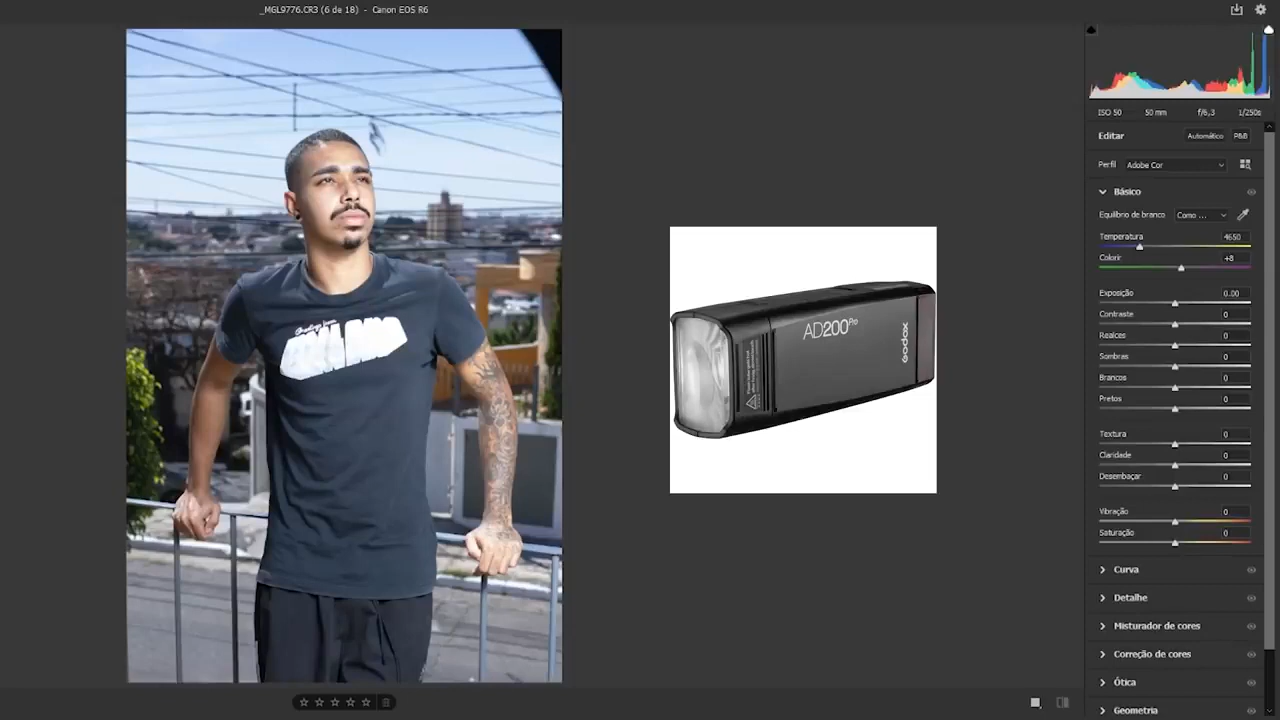 _MGL9776.CR3 (6 de 18) - Canon EOS R6
ISO 50 50 mm f/6,3 1/250s
Editar Automático P&B
Perfil Adobe Cor
Básico
Equilíbrio de branco Como ...
Temperatura 4650
Colorir +8
Exposição 0.00
Contraste 0
Realces 0
Sombras 0
Brancos 0
Pretos 0
Textura 0
Claridade 0
Desembaçar 0
Vibração 0
Saturação 0
Curva
Detalhe
Misturador de cores
Correção de cores
Ótica
Geometria
Greetings from
AD200Pro
Godox